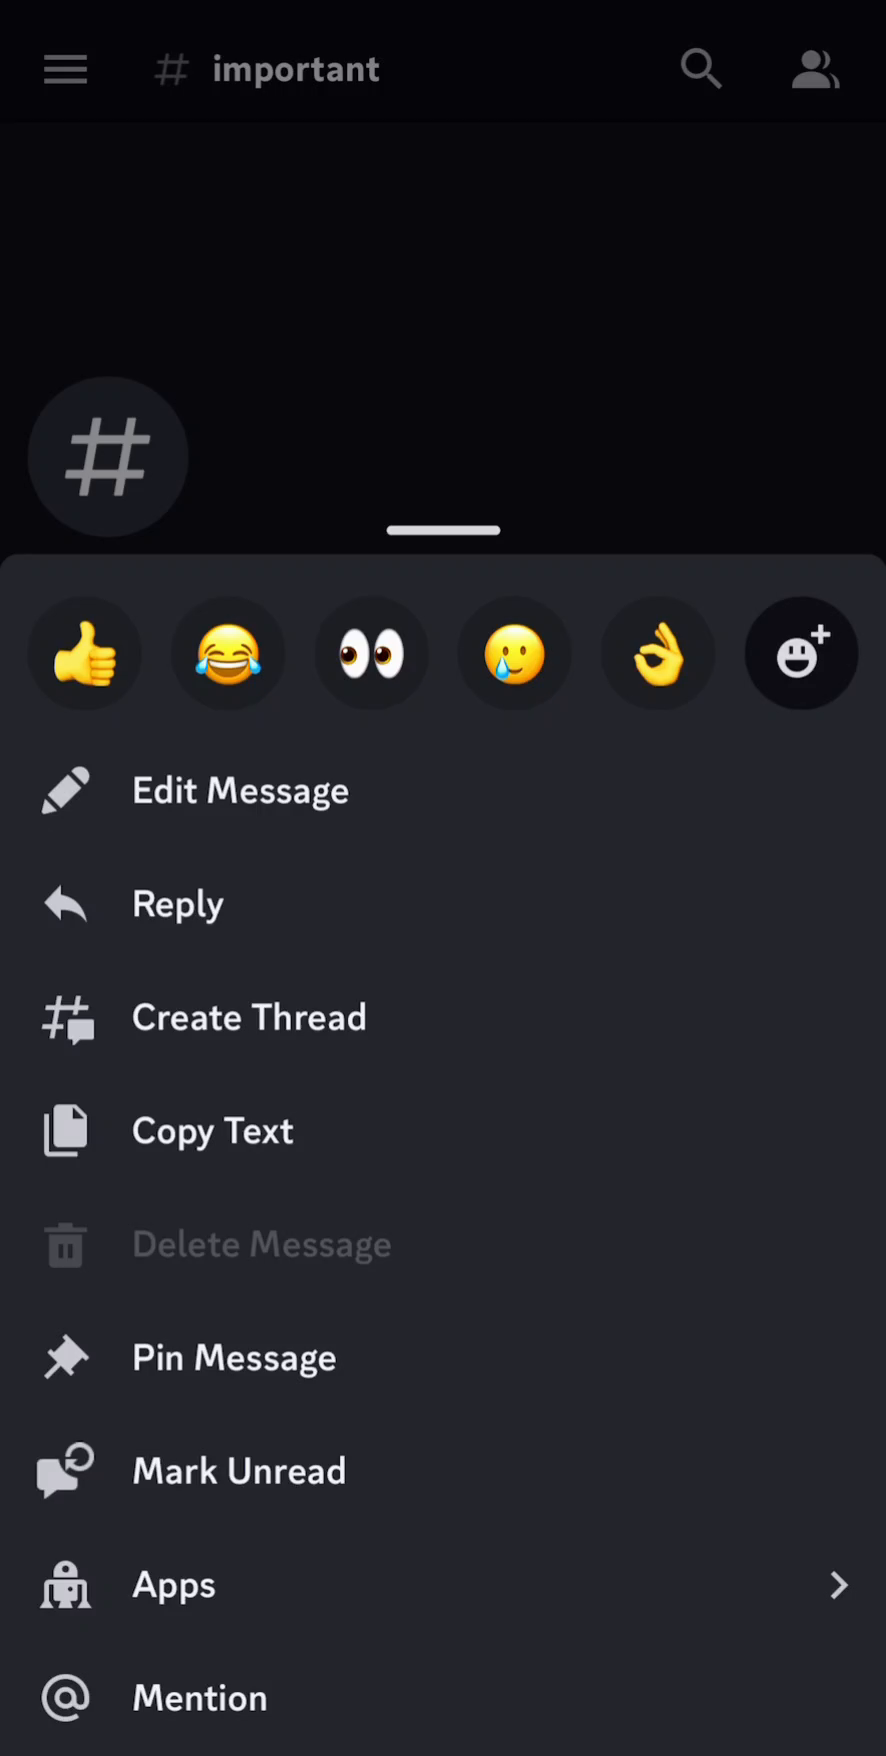 # important
#
Edit Message
Reply
Create Thread
Copy Text
Delete Message
Pin Message
Mark Unread
Apps
Mention